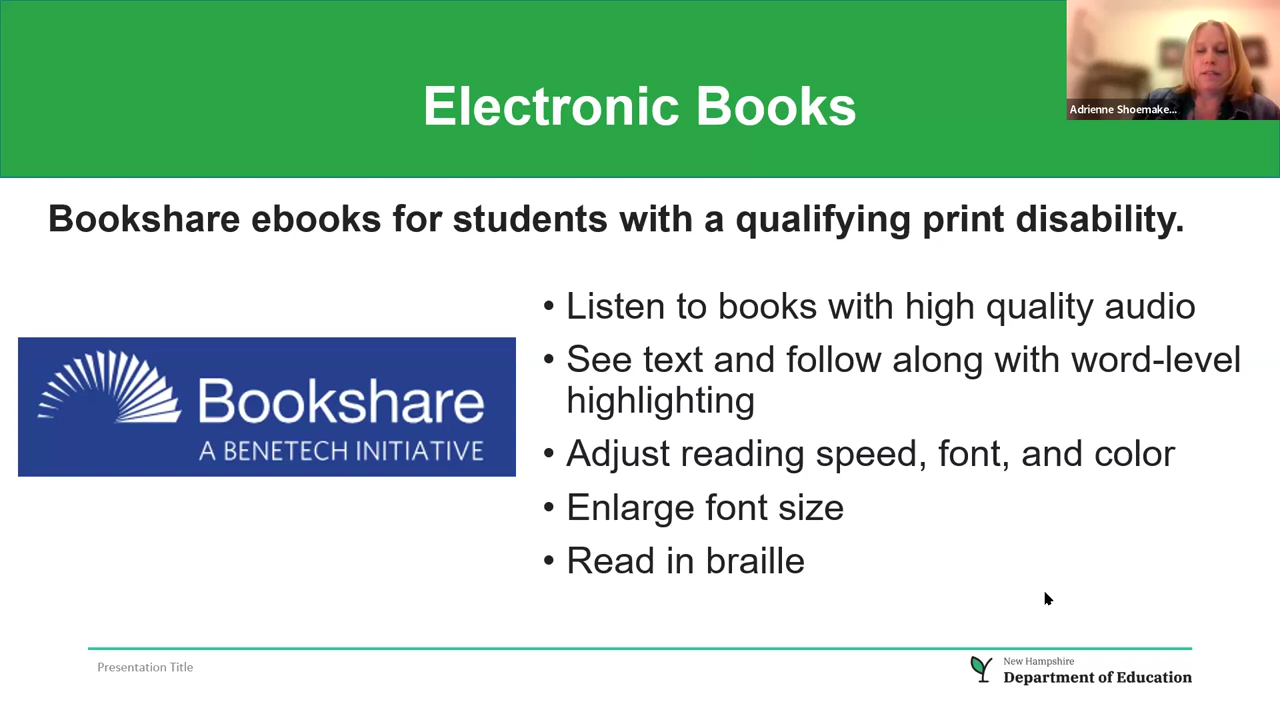 Electronic Books
Adrienne Shoemake...
Bookshare ebooks for students with a qualifying print disability.
Bookshare
A BENETECH INITIATIVE
• Listen to books with high quality audio
• See text and follow along with word-level
highlighting
• Adjust reading speed, font, and color
• Enlarge font size
• Read in braille
Presentation Title
New Hampshire
Department of Education